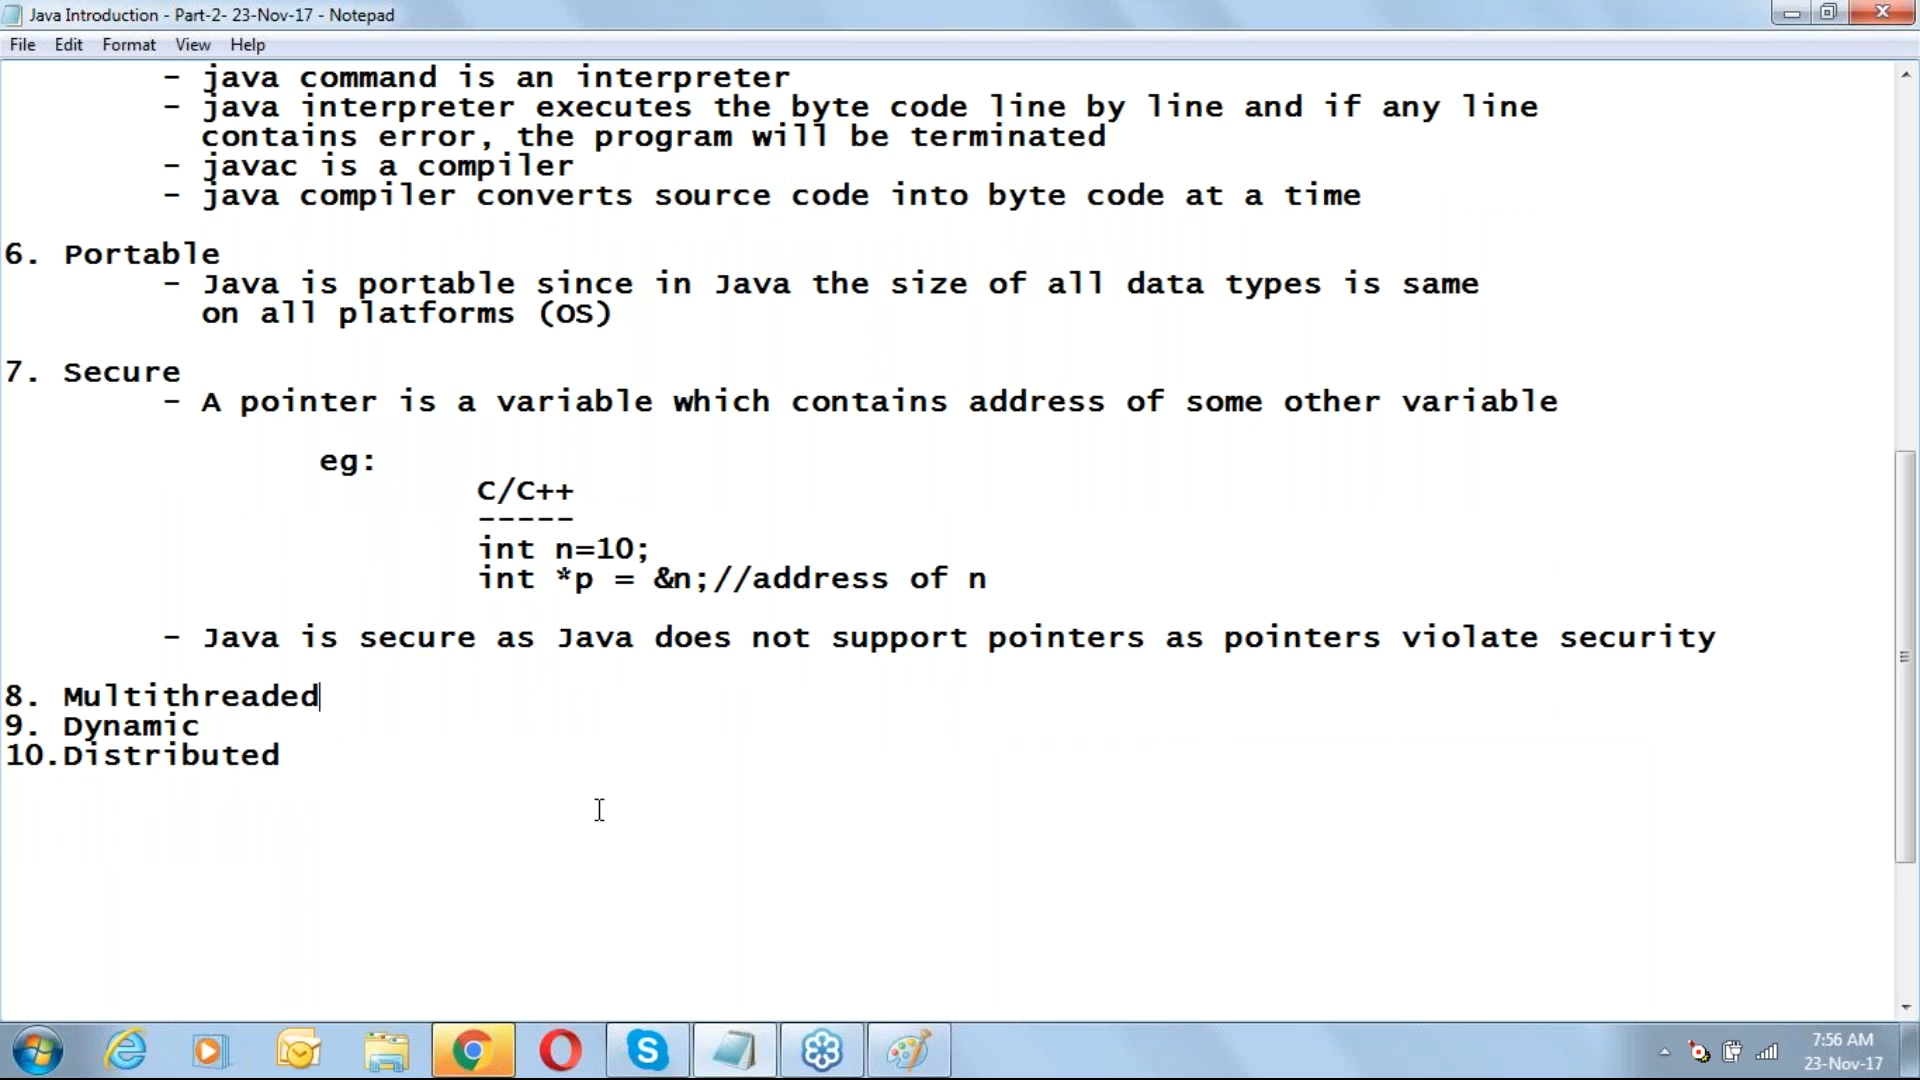 Java Introduction - Part-2- 23-Nov-17 - Notepad
File Edit Format View Help
- java command is an interpreter
- java interpreter executes the byte code line by line and if any line
contains error, the program will be terminated
- javac is a compiler
- java compiler converts source code into byte code at a time
6. Portable
- Java is portable since in Java the size of all data types is same
on all platforms (OS)
7. Secure
- A pointer is a variable which contains address of some other variable
eg:
C/C++
-----
int n=10;
int *p = &n;//address of n
- Java is secure as Java does not support pointers as pointers violate security
8. Multithreaded
9. Dynamic
10.Distributed
7:56 AM
23-Nov-17